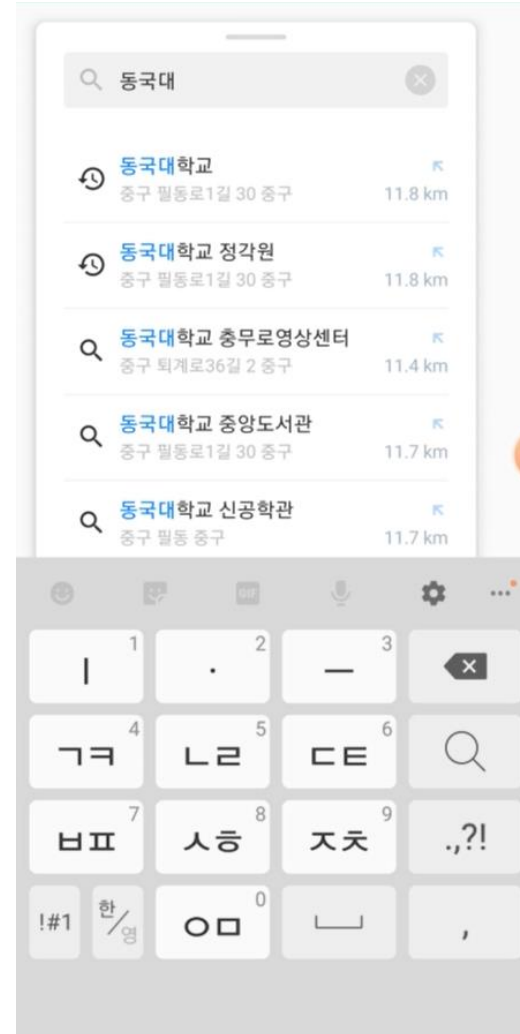 동국대
동국대학교
중구 필동로1길 30 중구
11.8 km
동국대학교 정각원
중구 필동로1길 30 중구
11.8 km
동국대학교 충무로영상센터
중구 퇴계로36길 2 중구
11.4 km
동국대학교 중앙도서관
중구 필동로1길 30 중구
11.7 km
동국대학교 신공학관
중구 필동 중구
11.7 km
GIF
ㅣ 1
· 2
ㅡ 3
ㄱㅋ 4
ㄴㄹ 5
ㄷㅌ 6
ㅂㅍ 7
ㅅㅎ 8
ㅈㅊ 9
.,?!
!#1
한/영
ㅇㅁ 0
,